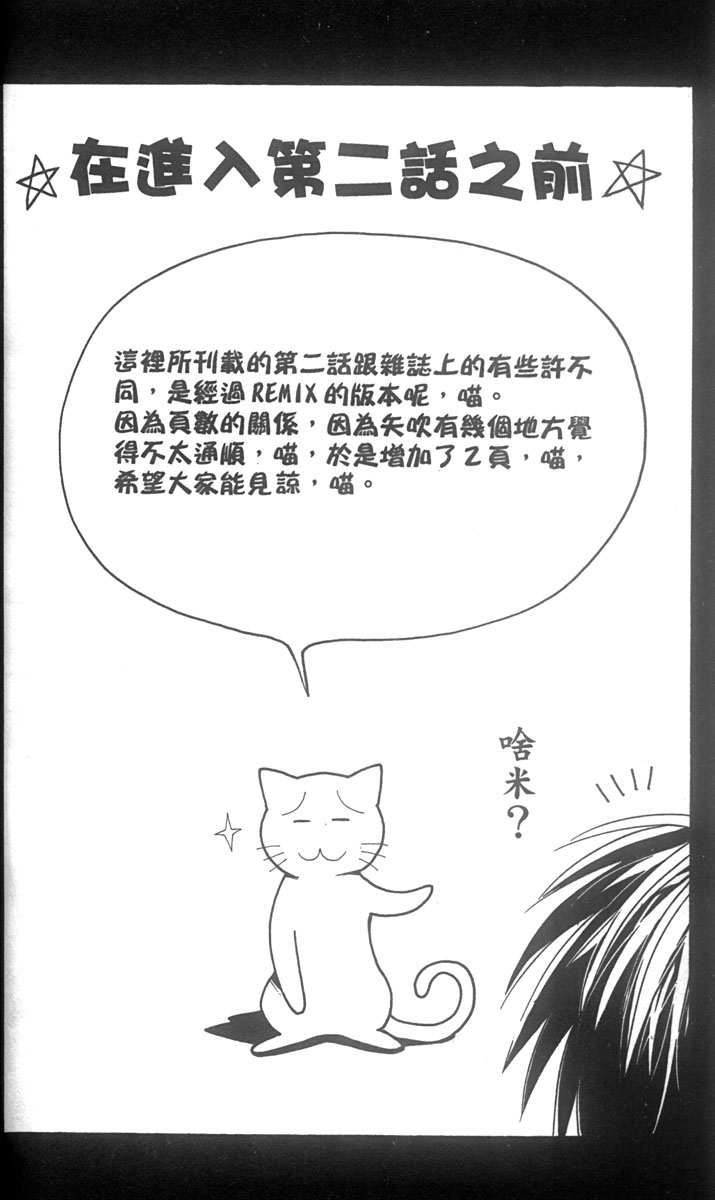 在進入第二話之前
這裡所刊載的第二話跟雜誌上的有些許不
同，是經過REMIX的版本呢，喵。
因為頁數的關係，因為矢吹有幾個地方覺
得不太通順，喵，於是增加了2頁，喵，
希望大家能見諒，喵。
啥米？